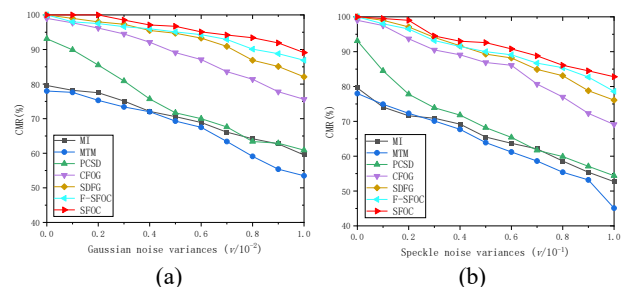 100
90
80
70
60
50
40
CMR(%)
MI
MTM
PCSD
CFOG
SDFG
F-SFOC
SFOC
0.0 0.2 0.4 0.6 0.8 1.0
Gaussian noise variances (v/10⁻²)
(a)
100
90
80
70
60
50
40
CMR(%)
MI
MTM
PCSD
CFOG
SDFG
F-SFOC
SFOC
0.0 0.2 0.4 0.6 0.8 1.0
Speckle noise variances (v/10⁻¹)
(b)